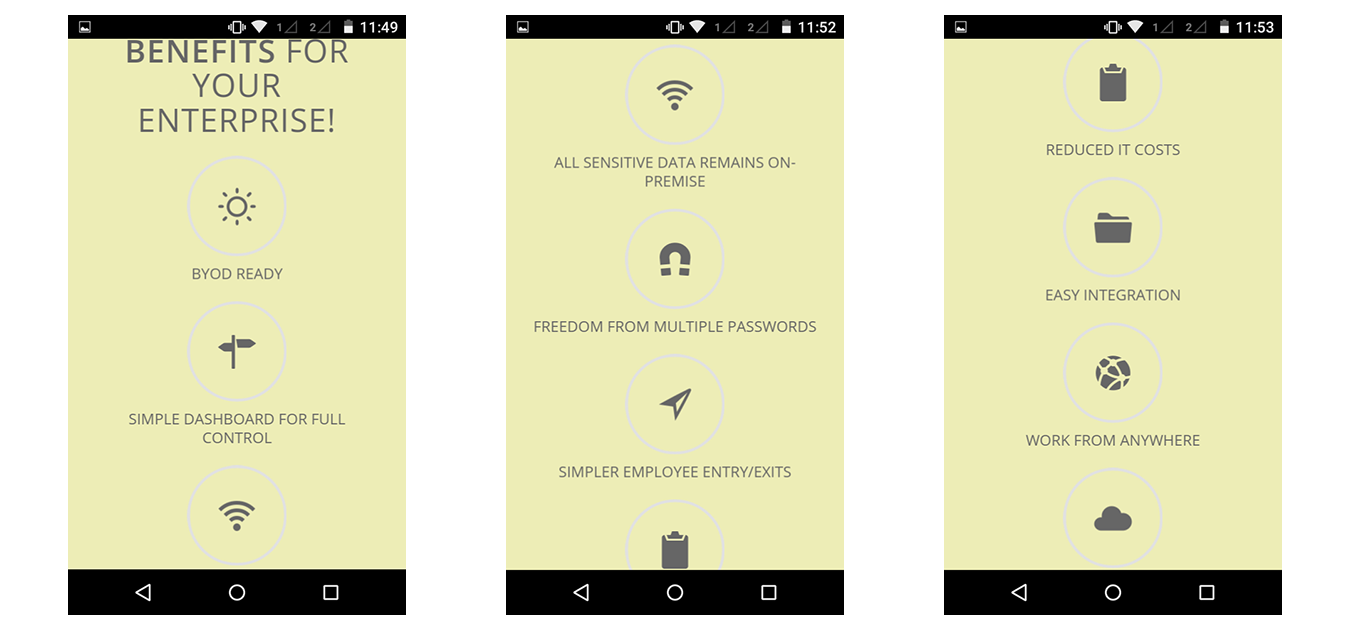 1 2 11:49
BENEFITS FOR
YOUR
ENTERPRISE!
BYOD READY
SIMPLE DASHBOARD FOR FULL
CONTROL
1 2 11:52
ALL SENSITIVE DATA REMAINS ON-
PREMISE
FREEDOM FROM MULTIPLE PASSWORDS
SIMPLER EMPLOYEE ENTRY/EXITS
1 2 11:53
REDUCED IT COSTS
EASY INTEGRATION
WORK FROM ANYWHERE